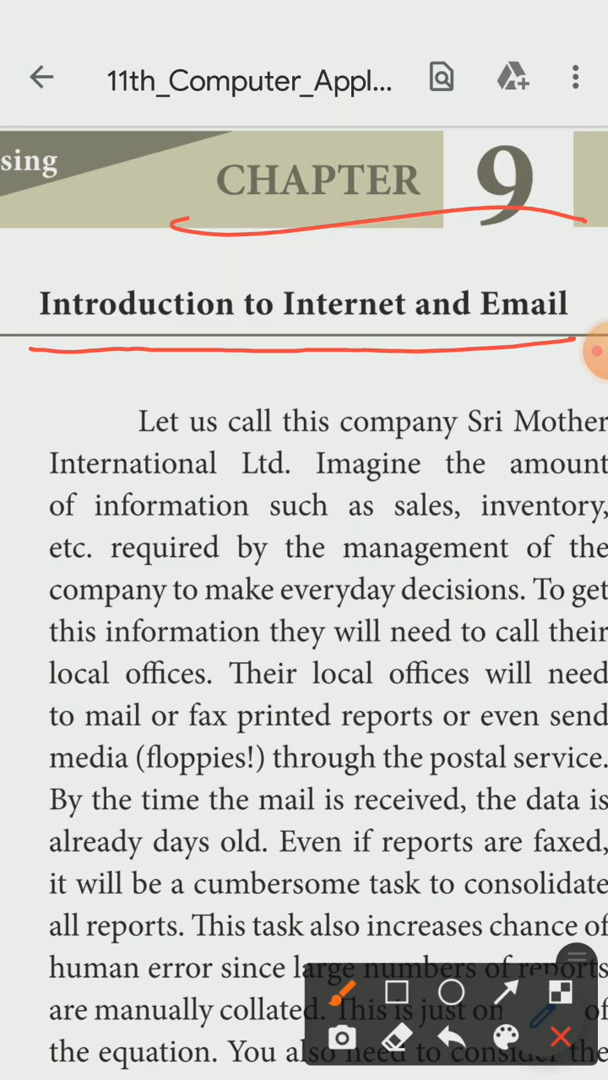 11th_Computer_Appl...
sing
CHAPTER 9
Introduction to Internet and Email
Let us call this company Sri Mother
International Ltd. Imagine the amount
of information such as sales, inventory,
etc. required by the management of the
company to make everyday decisions. To get
this information they will need to call their
local offices. Their local offices will need
to mail or fax printed reports or even send
media (floppies!) through the postal service.
By the time the mail is received, the data is
already days old. Even if reports are faxed,
it will be a cumbersome task to consolidate
all reports. This task also increases chance of
human error since large numbers of reports
are manually collated. This is just on of
the equation. You also need to consider the